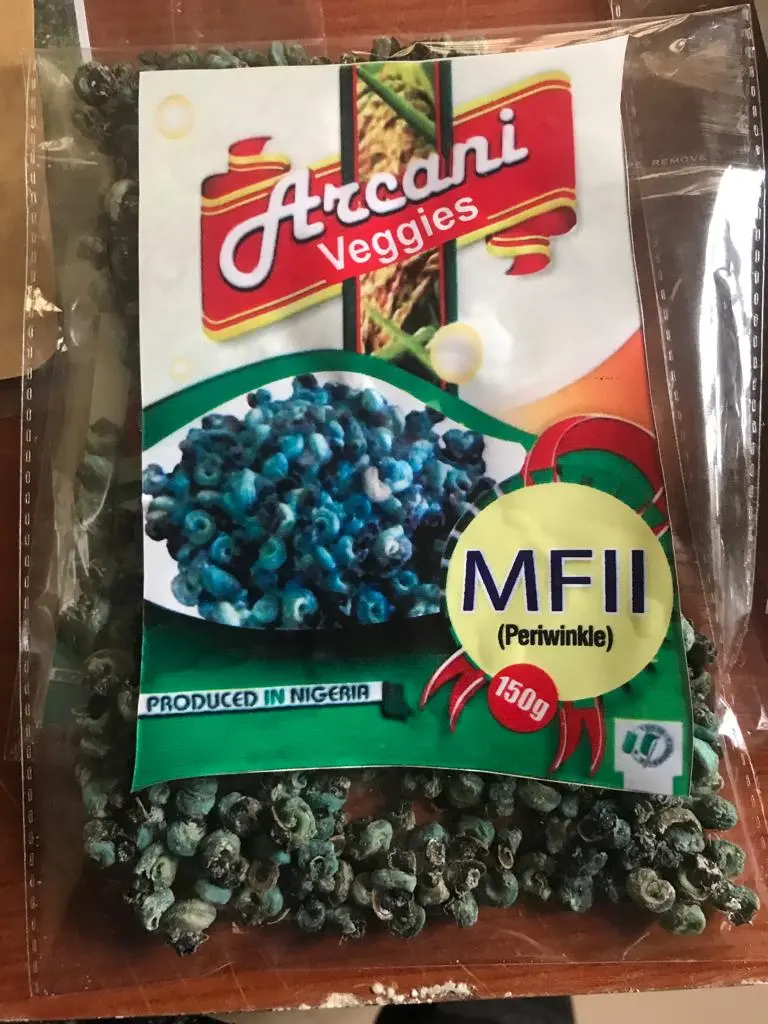 Arcani
Veggies
REMOVE
MFII
(Periwinkle)
150g
PRODUCED IN NIGERIA